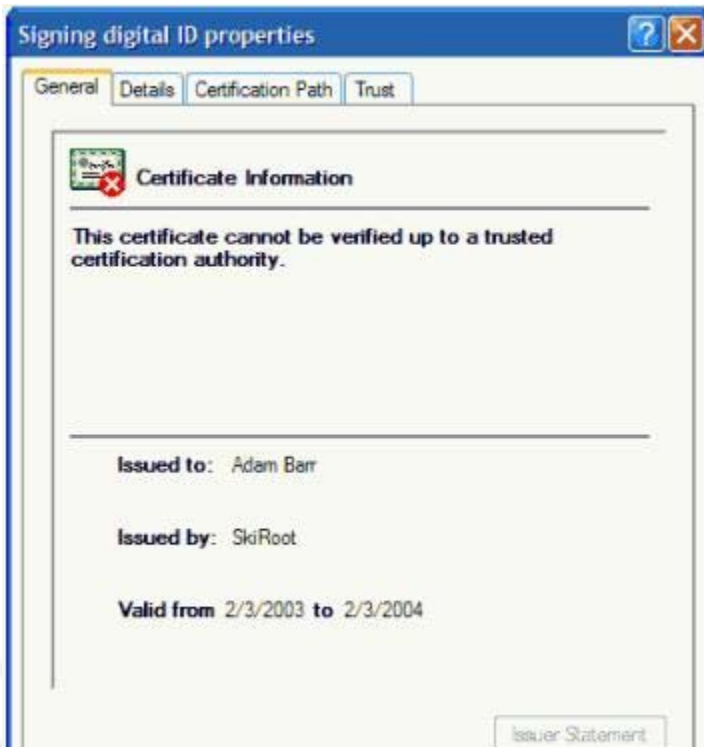 Signing digital ID properties
General Details Certification Path Trust
Certificate Information
This certificate cannot be verified up to a trusted
certification authority.
Issued to: Adam Barr
Issued by: SkiRoot
Valid from 2/3/2003 to 2/3/2004
Issuer Statement